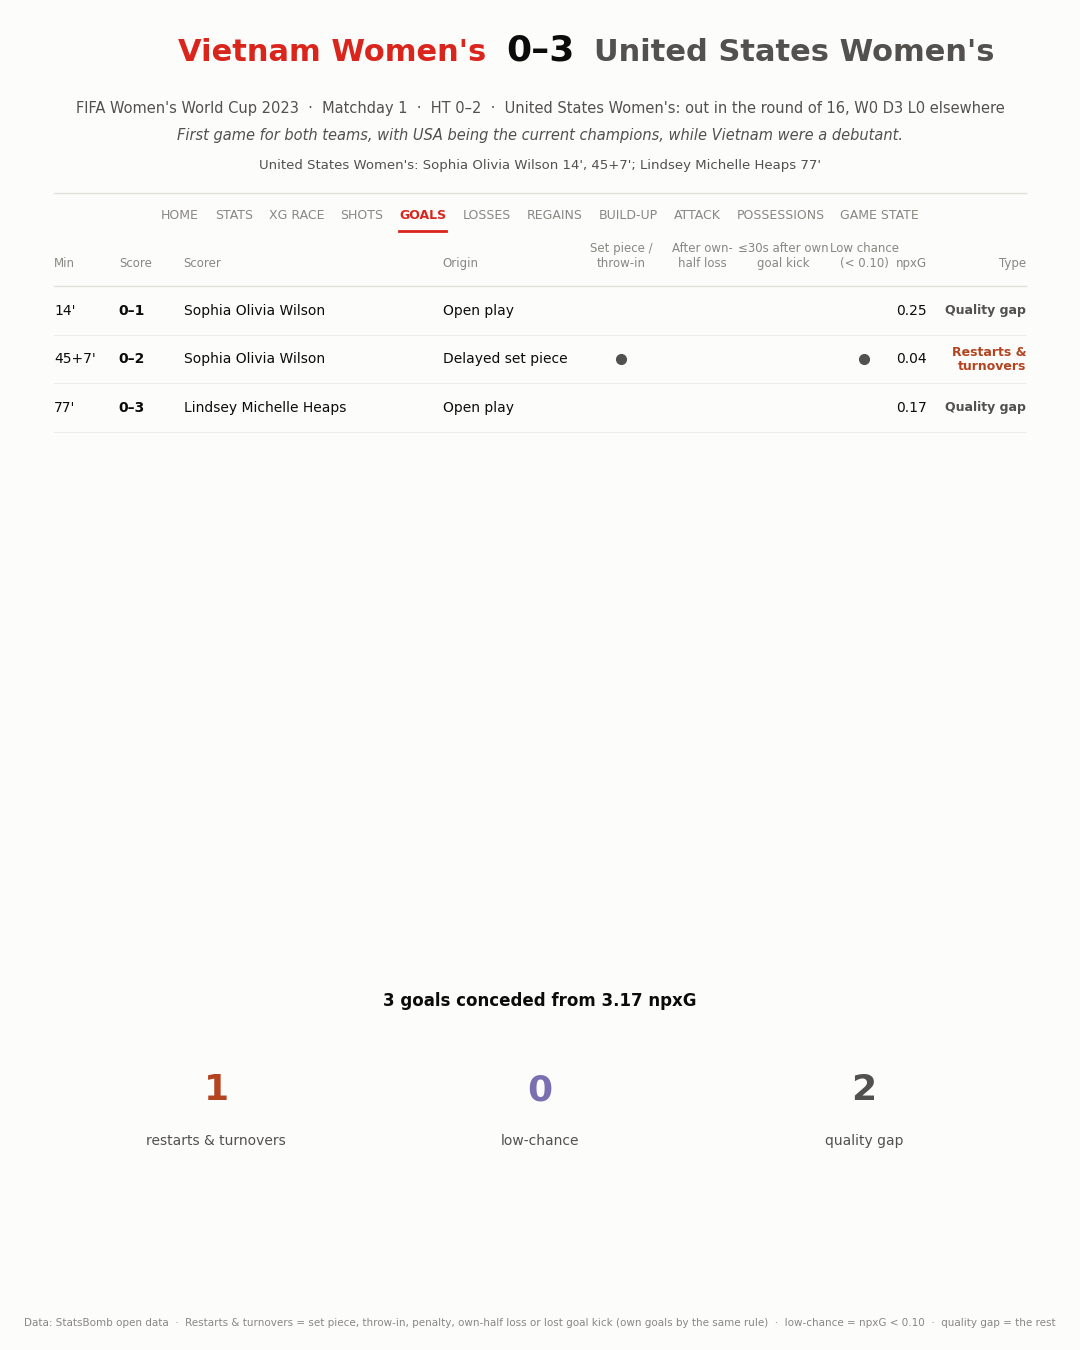 Vietnam Women's 0–3 United States Women's
FIFA Women's World Cup 2023 · Matchday 1 · HT 0–2 · United States Women's: out in the round of 16, W0 D3 L0 elsewhere
First game for both teams, with USA being the current champions, while Vietnam were a debutant.
United States Women's: Sophia Olivia Wilson 14', 45+7'; Lindsey Michelle Heaps 77'
HOME STATS XG RACE SHOTS GOALS LOSSES REGAINS BUILD-UP ATTACK POSSESSIONS GAME STATE
Set piece / After own- ≤30s after own Low chance
Min Score Scorer Origin throw-in half loss goal kick (< 0.10) npxG Type
14' 0–1 Sophia Olivia Wilson Open play 0.25 Quality gap
45+7' 0–2 Sophia Olivia Wilson Delayed set piece ● ● 0.04 Restarts &
turnovers
77' 0–3 Lindsey Michelle Heaps Open play 0.17 Quality gap
3 goals conceded from 3.17 npxG
1 0 2
restarts & turnovers low-chance quality gap
Data: StatsBomb open data · Restarts & turnovers = set piece, throw-in, penalty, own-half loss or lost goal kick (own goals by the same rule) · low-chance = npxG < 0.10 · quality gap = the rest